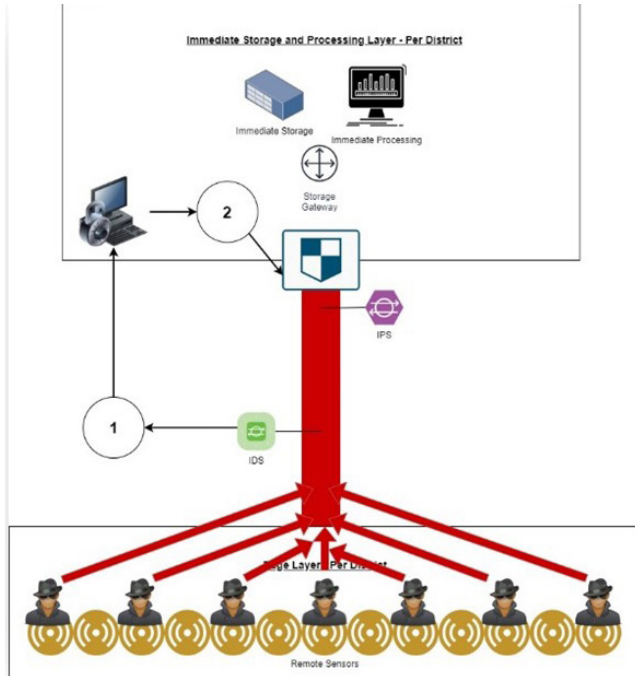 Immediate Storage and Processing Layer - Per District
Immediate Storage
Immediate Processing
Storage
Gateway
2
IPS
1
IDS
Layer Per District
Remote Sensors